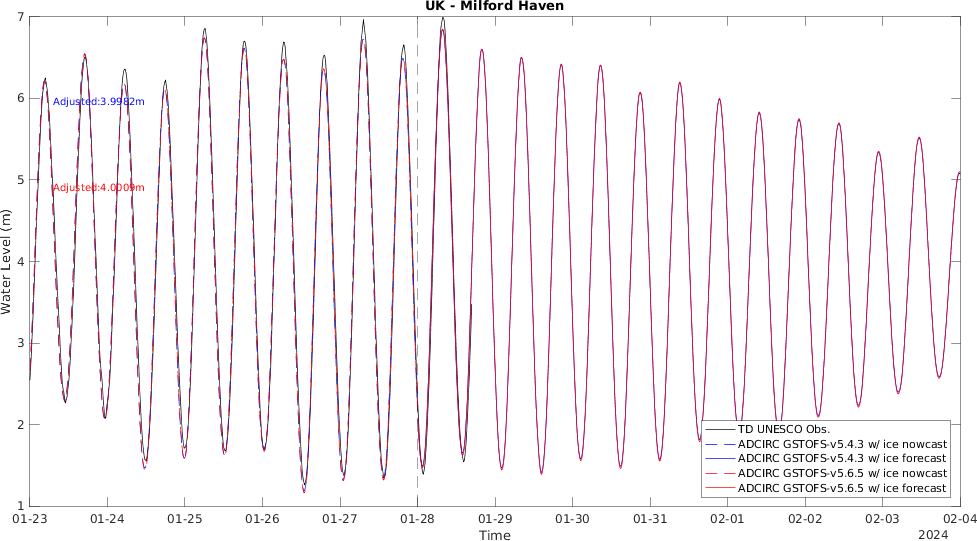 UK - Milford Haven
7
6
5
4
3
2
1
Water Level (m)
Adjusted:3.9982m
Adjusted:4.0009m
TD UNESCO Obs.
ADCIRC GSTOFS-v5.4.3 w/ ice nowcast
ADCIRC GSTOFS-v5.4.3 w/ ice forecast
ADCIRC GSTOFS-v5.6.5 w/ ice nowcast
ADCIRC GSTOFS-v5.6.5 w/ ice forecast
01-23 01-24 01-25 01-26 01-27 01-28 01-29 01-30 01-31 02-01 02-02 02-03 02-04
Time
2024